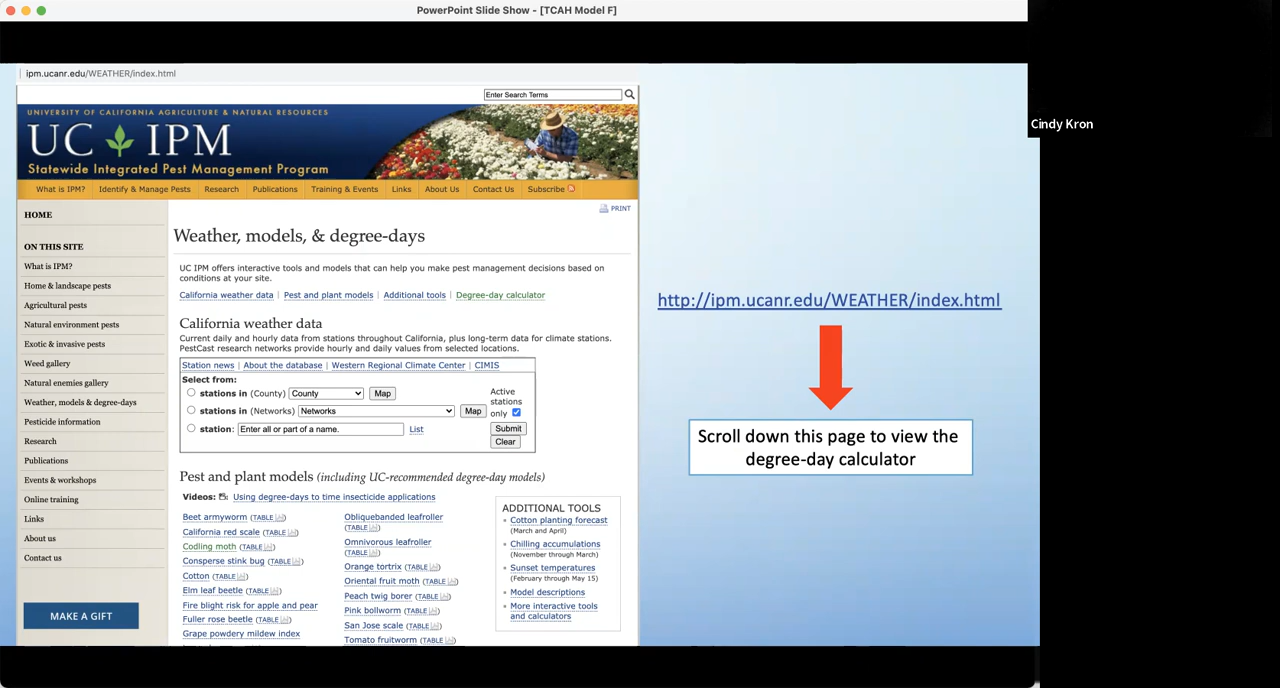 PowerPoint Slide Show - [TCAH Model F]
Cindy Kron
ipm.ucanr.edu/WEATHER/index.html
Enter Search Terms
UNIVERSITY OF CALIFORNIA AGRICULTURE & NATURAL RESOURCES
UC IPM
Statewide Integrated Pest Management Program
What is IPM? Identify & Manage Pests Research Publications Training & Events Links About Us Contact Us Subscribe
HOME
ON THIS SITE
What is IPM?
Home & landscape pests
Agricultural pests
Natural environment pests
Exotic & invasive pests
Weed gallery
Natural enemies gallery
Weather, models & degree-days
Pesticide information
Research
Publications
Events & workshops
Online training
Links
About us
Contact us
MAKE A GIFT
PRINT
Weather, models, & degree-days
UC IPM offers interactive tools and models that can help you make pest management decisions based on
conditions at your site.
California weather data | Pest and plant models | Additional tools | Degree-day calculator
California weather data
Current daily and hourly data from stations throughout California, plus long-term data for climate stations.
PestCast research networks provide hourly and daily values from selected locations.
Station news | About the database | Western Regional Climate Center | CIMIS
Select from:
stations in (County) County Map
stations in (Networks) Networks Map
station: Enter all or part of a name. List
Active
stations
only
Submit
Clear
Pest and plant models (including UC-recommended degree-day models)
Videos: Using degree-days to time insecticide applications
Beet armyworm (TABLE)
California red scale (TABLE)
Codling moth (TABLE)
Consperse stink bug (TABLE)
Cotton (TABLE)
Elm leaf beetle (TABLE)
Fire blight risk for apple and pear
Fuller rose beetle (TABLE)
Grape powdery mildew index
Obliquebanded leafroller
(TABLE)
Omnivorous leafroller
(TABLE)
Orange tortrix (TABLE)
Oriental fruit moth (TABLE)
Peach twig borer (TABLE)
Pink bollworm (TABLE)
San Jose scale (TABLE)
Tomato fruitworm (TABLE)
ADDITIONAL TOOLS
Cotton planting forecast
(March and April)
Chilling accumulations
(November through March)
Sunset temperatures
(February through May 15)
Model descriptions
More interactive tools
and calculators
http://ipm.ucanr.edu/WEATHER/index.html
Scroll down this page to view the
degree-day calculator